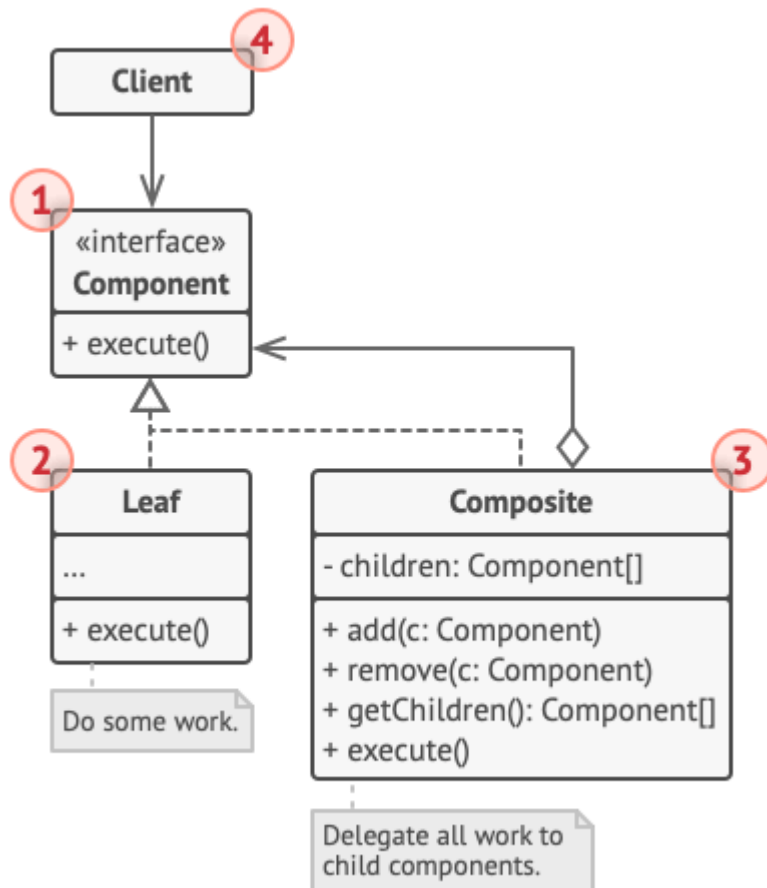 4
Client
1
«interface»
Component
+ execute()
2
Leaf
...
+ execute()
Do some work.
3
Composite
- children: Component[]
+ add(c: Component)
+ remove(c: Component)
+ getChildren(): Component[]
+ execute()
Delegate all work to
child components.